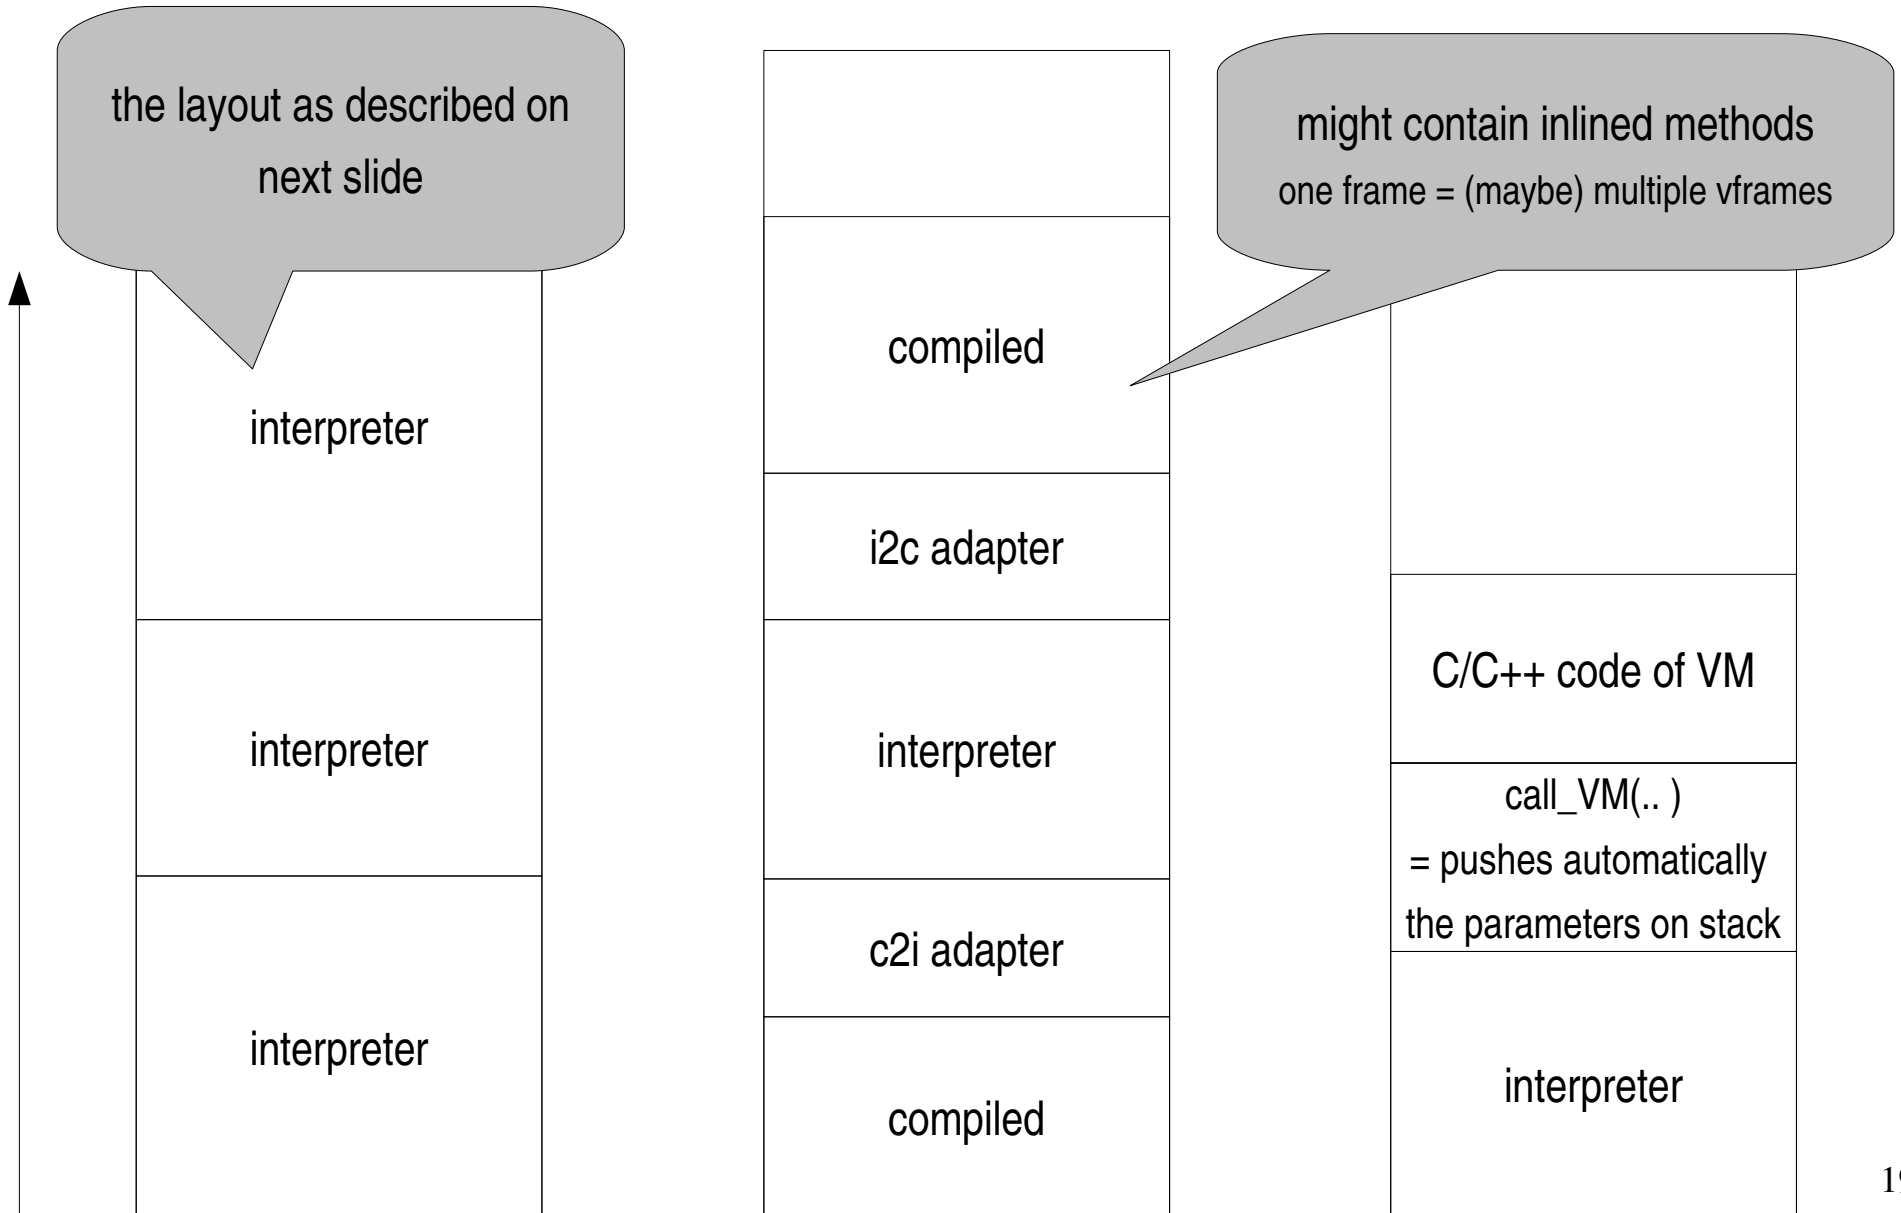 the layout as described on
next slide
interpreter
interpreter
interpreter
compiled
i2c adapter
interpreter
c2i adapter
compiled
might contain inlined methods
one frame = (maybe) multiple vframes
C/C++ code of VM
call_VM(.. )
= pushes automatically
the parameters on stack
interpreter